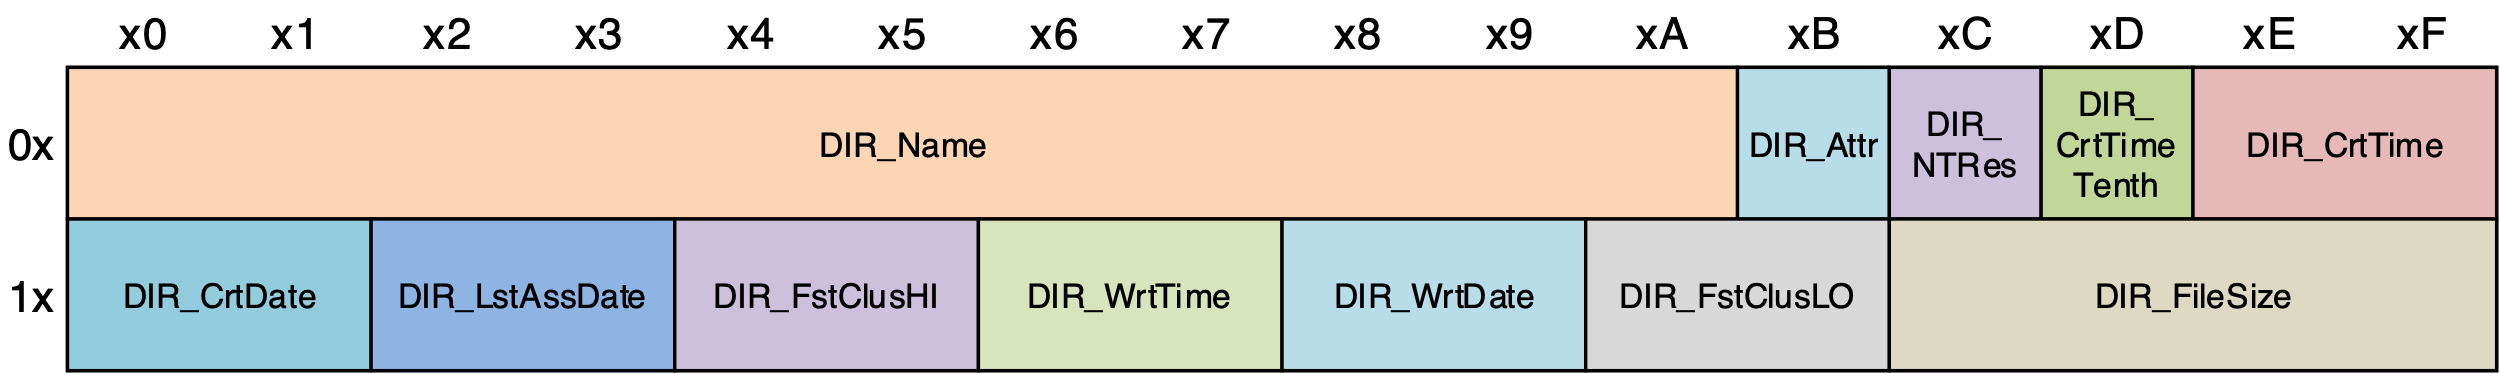 x0 x1 x2 x3 x4 x5 x6 x7 x8 x9 xA xB xC xD xE xF
0x
DIR_Name
DIR_Attr
DIR_
NTRes
DIR_
CrtTime
Tenth
DIR_CrtTime
1x
DIR_CrtDate
DIR_LstAssDate
DIR_FstClusHI
DIR_WrtTime
DIR_WrtDate
DIR_FstClusLO
DIR_FileSize